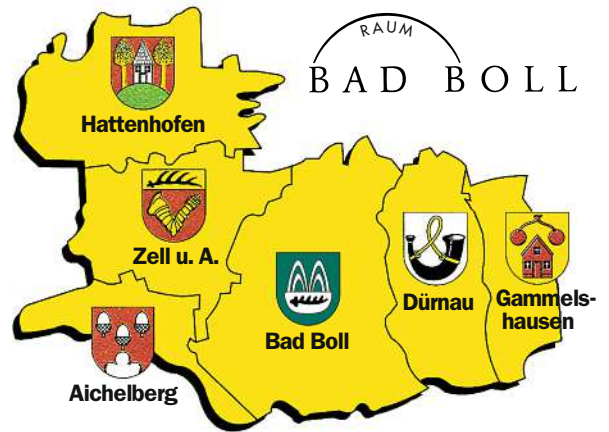 RAUM
BAD BOLL
Hattenhofen
Zell u. A.
Bad Boll
Dürnau
Gammels-
hausen
Aichelberg